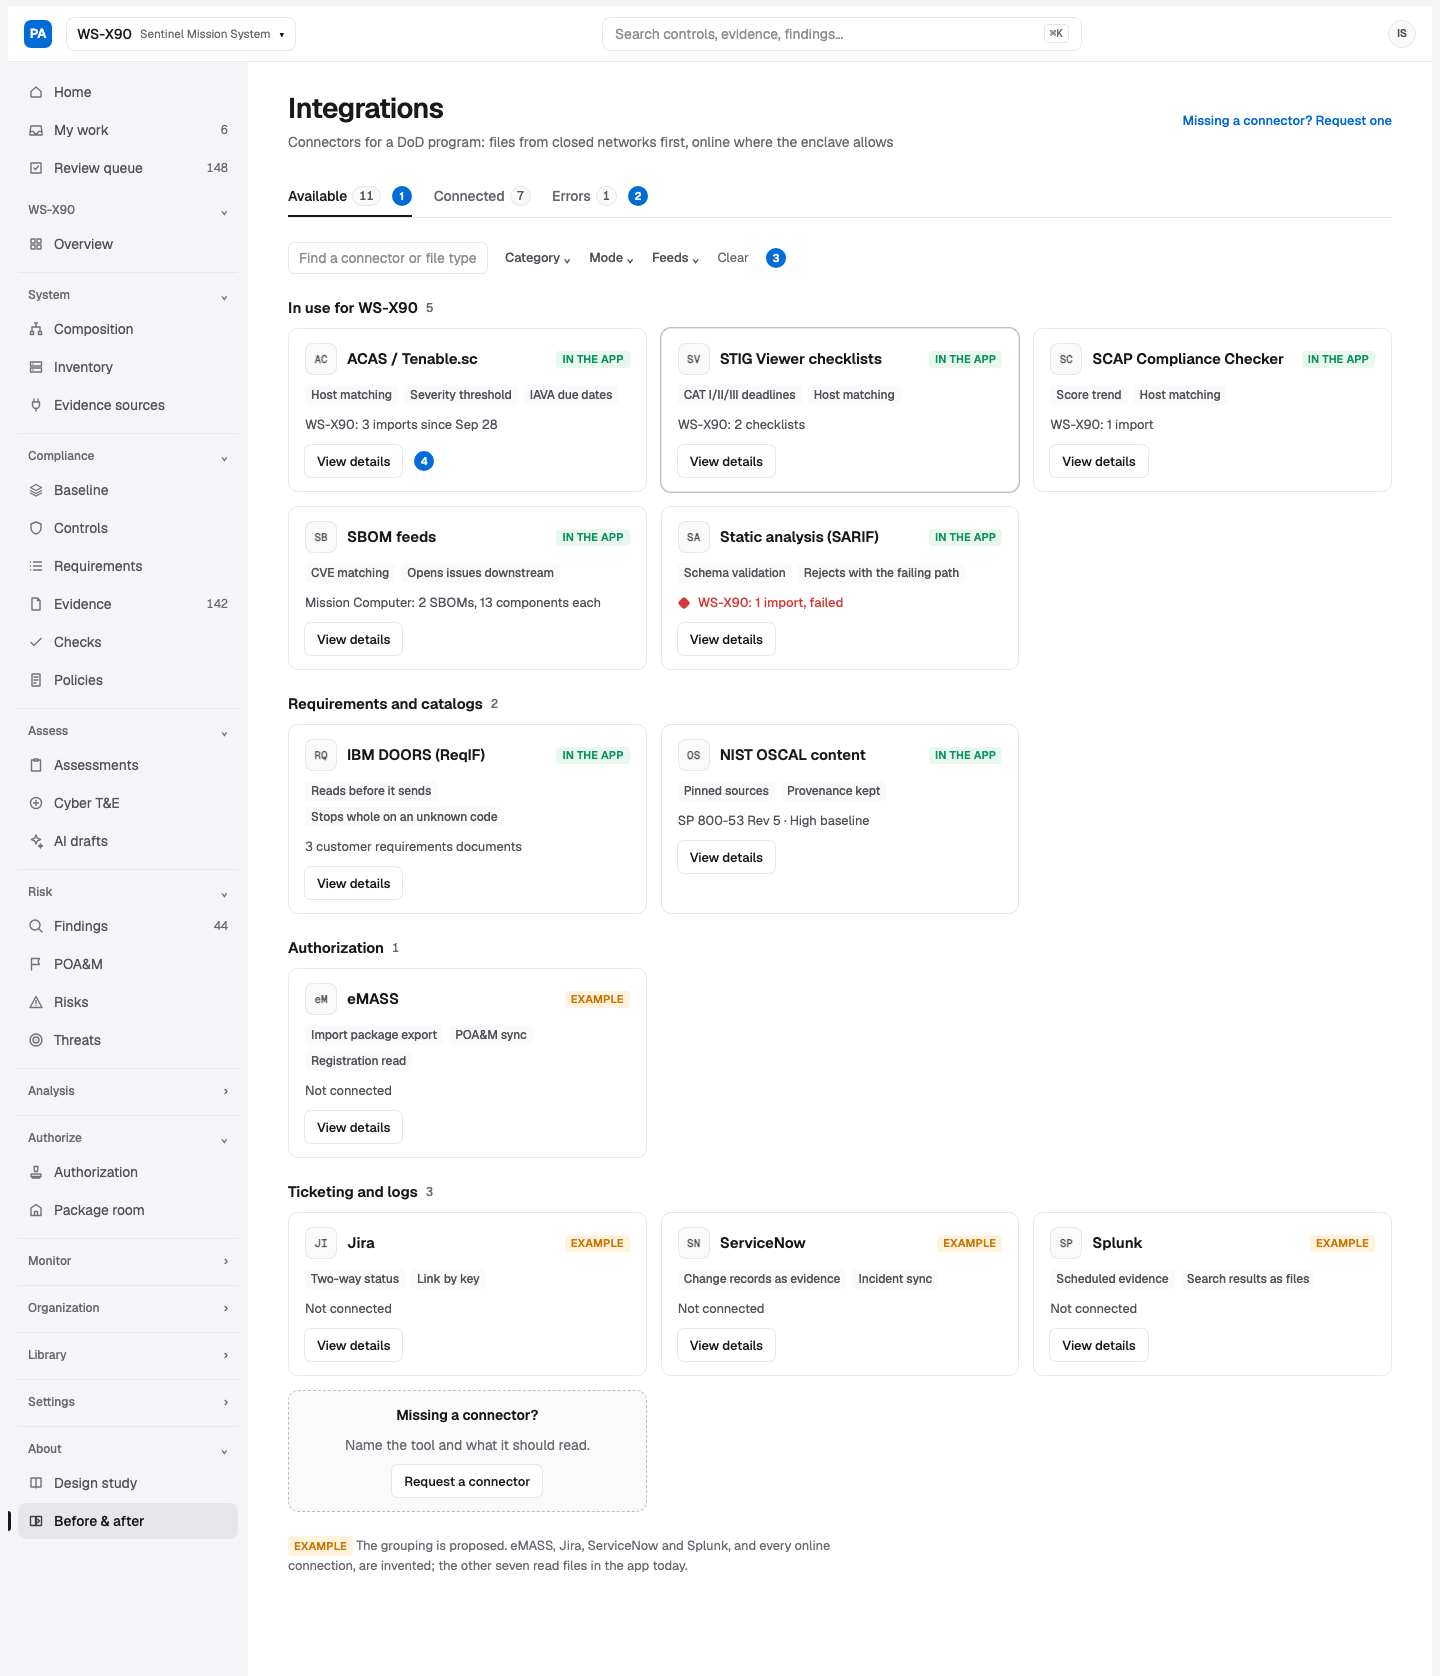 PA
WS-X90 Sentinel Mission System ▾
Search controls, evidence, findings... ⌘K
IS
Home
My work 6
Review queue 148
WS-X90
Overview
System
Composition
Inventory
Evidence sources
Compliance
Baseline
Controls
Requirements
Evidence 142
Checks
Policies
Assess
Assessments
Cyber T&E
AI drafts
Risk
Findings 44
POA&M
Risks
Threats
Analysis
Authorize
Authorization
Package room
Monitor
Organization
Library
Settings
About
Design study
Before & after
Integrations
Connectors for a DoD program: files from closed networks first, online where the enclave allows
Missing a connector? Request one
Available 11 1 Connected 7 Errors 1 2
Find a connector or file type Category Mode Feeds Clear 3
In use for WS-X90 5
AC ACAS / Tenable.sc IN THE APP
Host matching Severity threshold IAVA due dates
WS-X90: 3 imports since Sep 28
View details 4
SV STIG Viewer checklists IN THE APP
CAT I/II/III deadlines Host matching
WS-X90: 2 checklists
View details
SC SCAP Compliance Checker IN THE APP
Score trend Host matching
WS-X90: 1 import
View details
SB SBOM feeds IN THE APP
CVE matching Opens issues downstream
Mission Computer: 2 SBOMs, 13 components each
View details
SA Static analysis (SARIF) IN THE APP
Schema validation Rejects with the failing path
WS-X90: 1 import, failed
View details
Requirements and catalogs 2
RQ IBM DOORS (ReqIF) IN THE APP
Reads before it sends
Stops whole on an unknown code
3 customer requirements documents
View details
OS NIST OSCAL content IN THE APP
Pinned sources Provenance kept
SP 800-53 Rev 5 · High baseline
View details
Authorization 1
eM eMASS EXAMPLE
Import package export POA&M sync
Registration read
Not connected
View details
Ticketing and logs 3
JI Jira EXAMPLE
Two-way status Link by key
Not connected
View details
SN ServiceNow EXAMPLE
Change records as evidence Incident sync
Not connected
View details
SP Splunk EXAMPLE
Scheduled evidence Search results as files
Not connected
View details
Missing a connector?
Name the tool and what it should read.
Request a connector
EXAMPLE The grouping is proposed. eMASS, Jira, ServiceNow and Splunk, and every online
connection, are invented; the other seven read files in the app today.